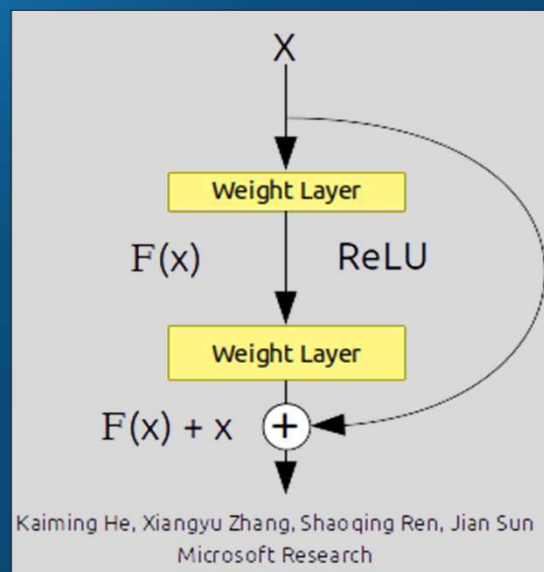 X
Weight Layer
F(x) ReLU
Weight Layer
F(x) + x +
Kaiming He, Xiangyu Zhang, Shaoqing Ren, Jian Sun
Microsoft Research